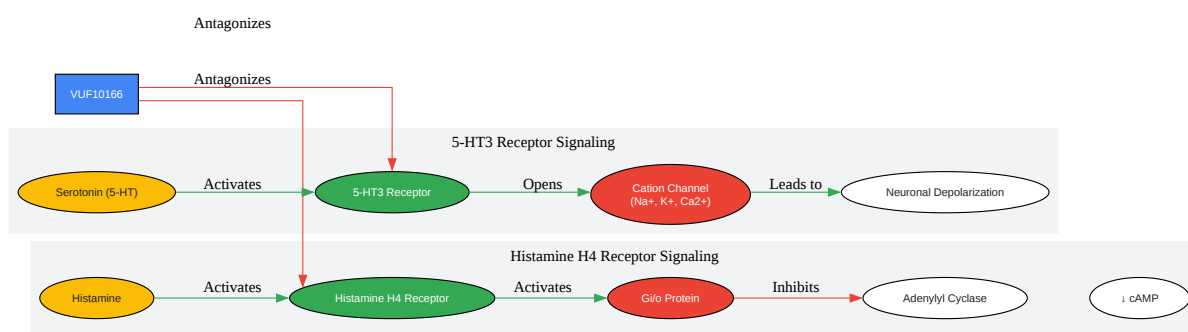 Antagonizes
VUF10166
Antagonizes
5-HT3 Receptor Signaling
Serotonin (5-HT)
Activates
5-HT3 Receptor
Opens
Cation Channel
(Na+, K+, Ca2+)
Leads to
Neuronal Depolarization
Histamine H4 Receptor Signaling
Histamine
Activates
Histamine H4 Receptor
Activates
Gi/o Protein
Inhibits
Adenylyl Cyclase
↓ cAMP